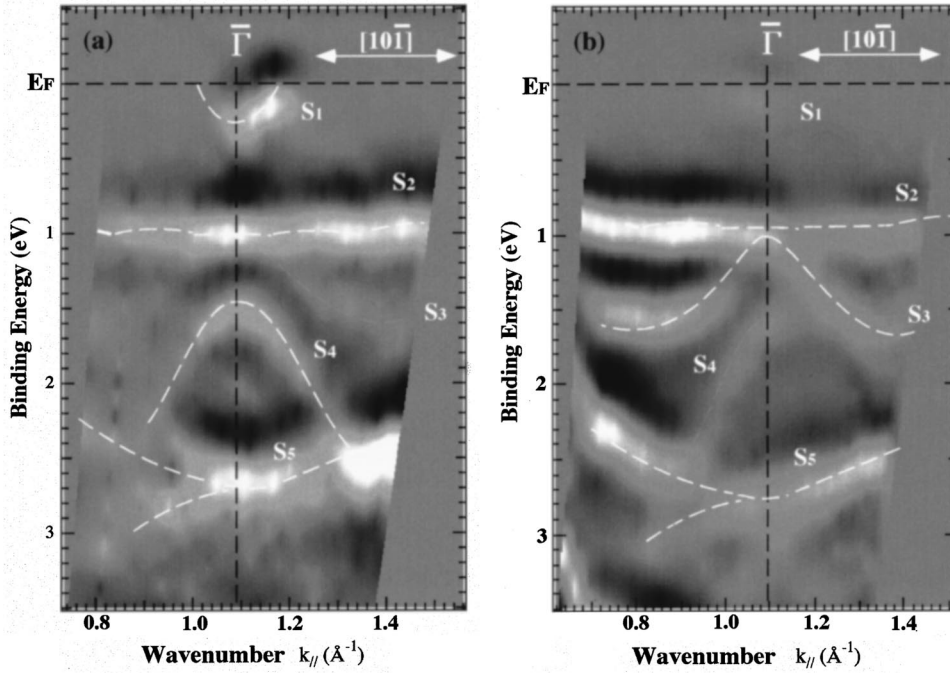 (a)
Γ̅
[101̅]
EF
S1
S2
1
S3
S4
2
S5
3
Binding Energy (eV)
0.8 1.0 1.2 1.4
Wavenumber k// (Å-1)
(b)
Γ̅
[101̅]
EF
S1
S2
1
S3
S4
2
S5
3
Binding Energy (eV)
0.8 1.0 1.2 1.4
Wavenumber k// (Å-1)